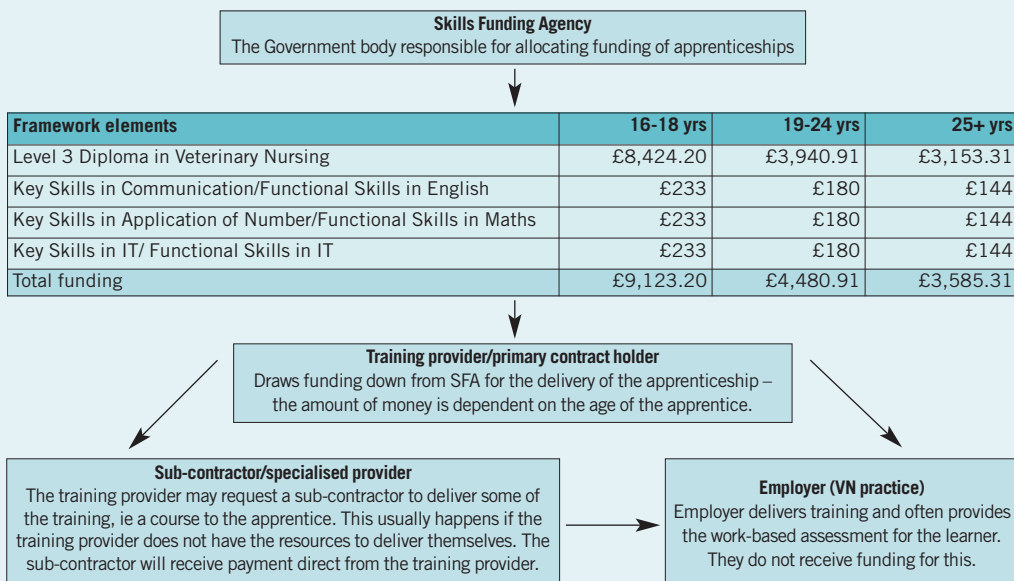 Skills Funding Agency
The Government body responsible for allocating funding of apprenticeships
Framework elements 16-18 yrs 19-24 yrs 25+ yrs
Level 3 Diploma in Veterinary Nursing £8,424.20 £3,940.91 £3,153.31
Key Skills in Communication/Functional Skills in English £233 £180 £144
Key Skills in Application of Number/Functional Skills in Maths £233 £180 £144
Key Skills in IT/ Functional Skills in IT £233 £180 £144
Total funding £9,123.20 £4,480.91 £3,585.31
Training provider/primary contract holder
Draws funding down from SFA for the delivery of the apprenticeship –
the amount of money is dependent on the age of the apprentice.
Sub-contractor/specialised provider
The training provider may request a sub-contractor to deliver some of
the training, ie a course to the apprentice. This usually happens if the
training provider does not have the resources to deliver themselves. The
sub-contractor will receive payment direct from the training provider.
Employer (VN practice)
Employer delivers training and often provides
the work-based assessment for the learner.
They do not receive funding for this.